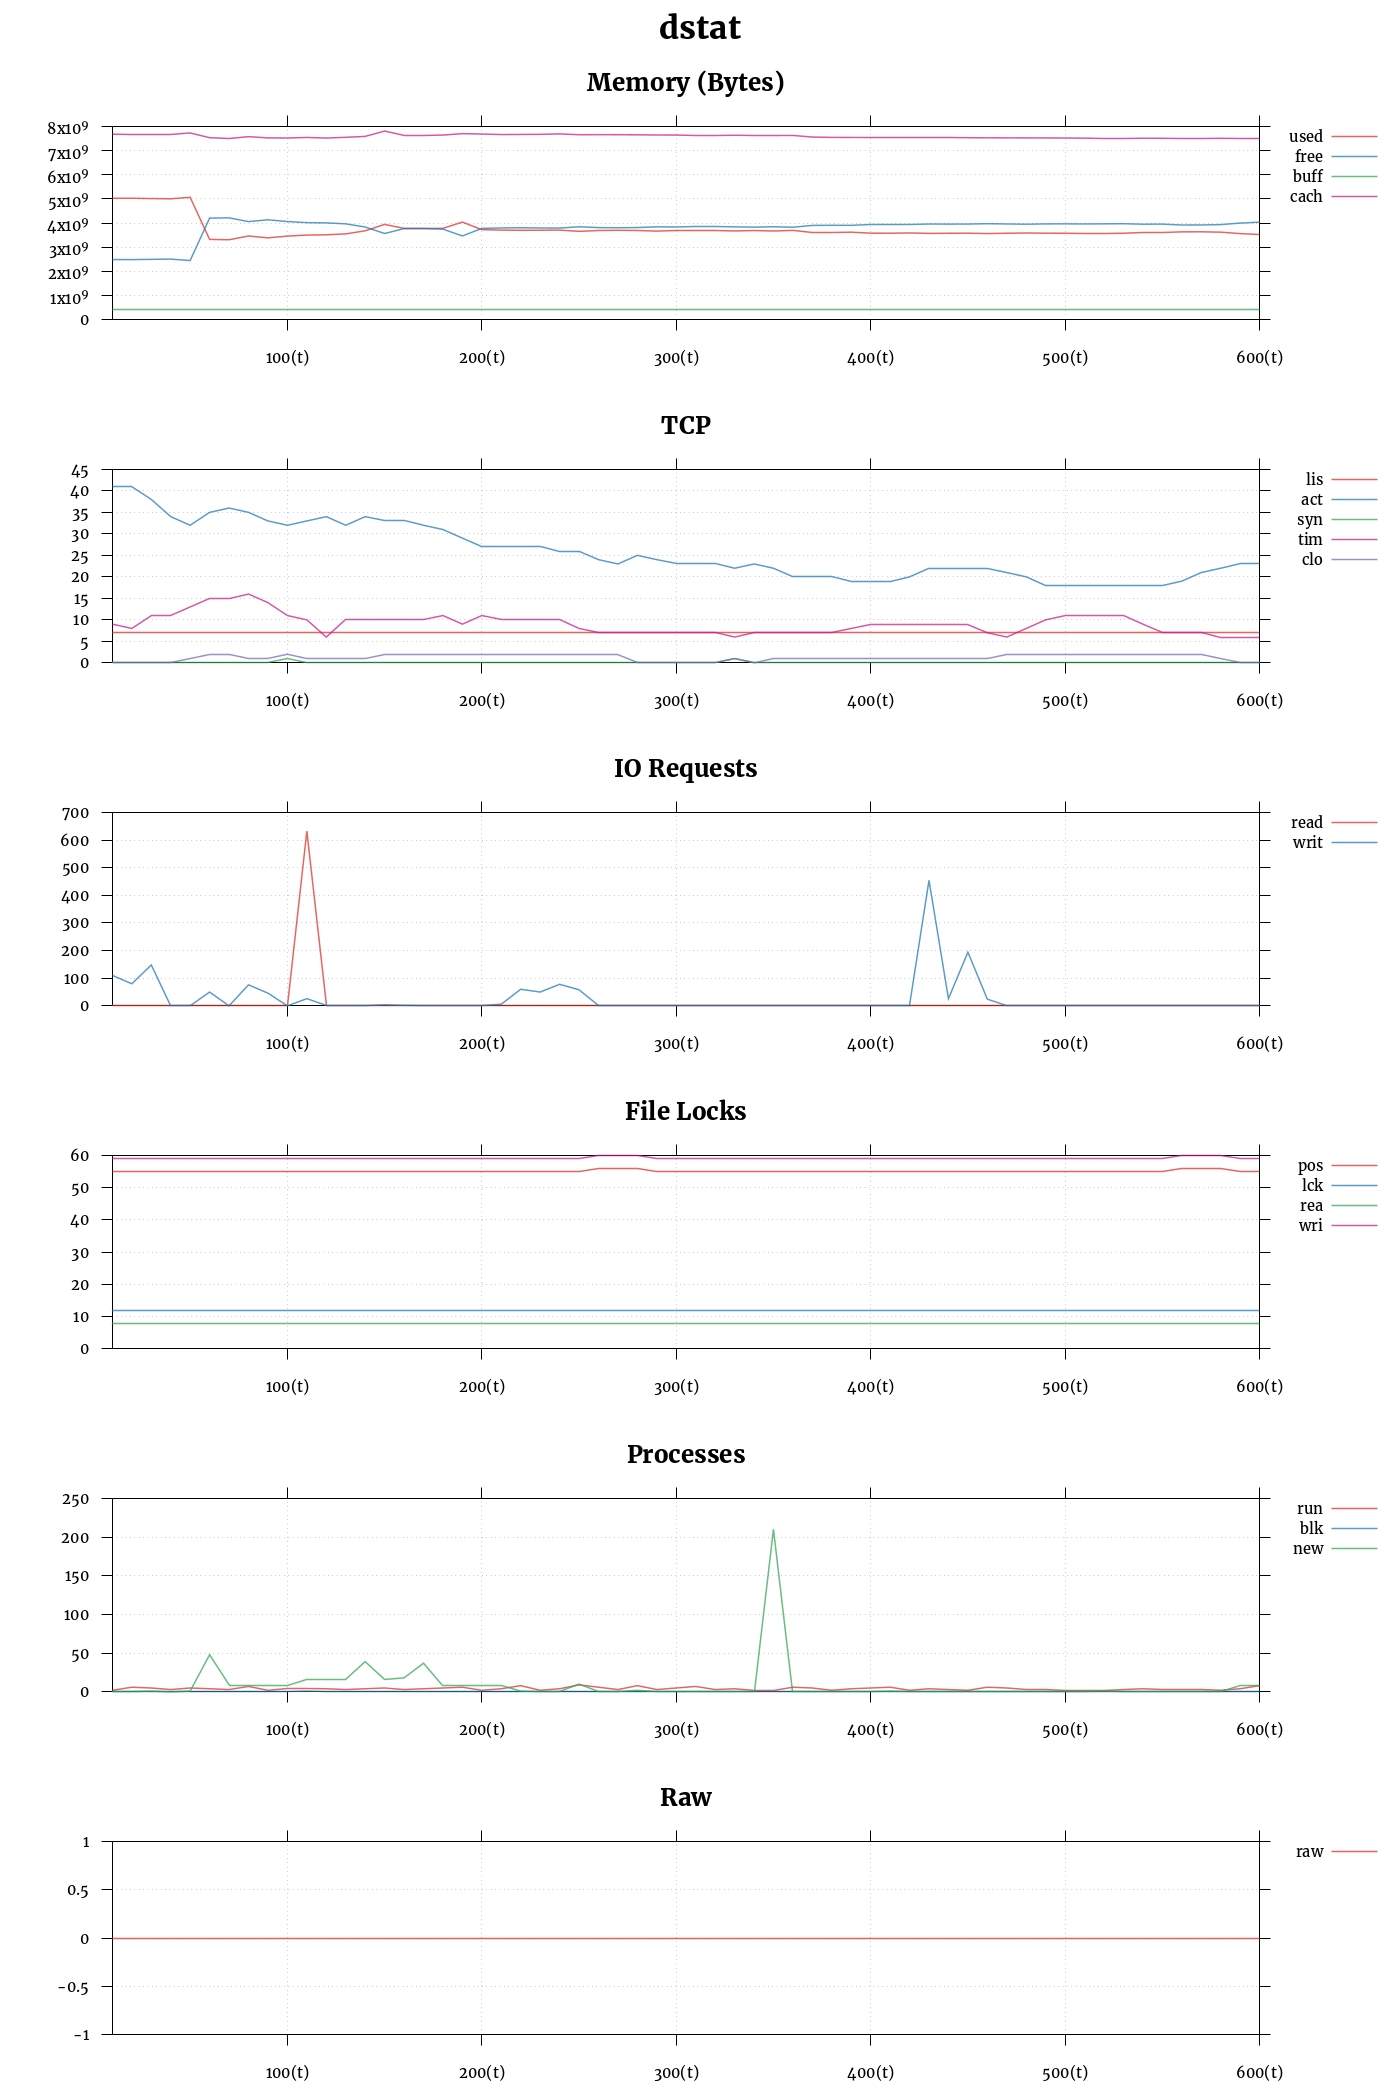 dstat
Memory (Bytes)
8x10⁹
7x10⁹
6x10⁹
5x10⁹
4x10⁹
3x10⁹
2x10⁹
1x10⁹
0
100(t) 200(t) 300(t) 400(t) 500(t) 600(t)
used
free
buff
cach
TCP
45
40
35
30
25
20
15
10
5
0
100(t) 200(t) 300(t) 400(t) 500(t) 600(t)
lis
act
syn
tim
clo
IO Requests
700
600
500
400
300
200
100
0
100(t) 200(t) 300(t) 400(t) 500(t) 600(t)
read
writ
File Locks
60
50
40
30
20
10
0
100(t) 200(t) 300(t) 400(t) 500(t) 600(t)
pos
lck
rea
wri
Processes
250
200
150
100
50
0
100(t) 200(t) 300(t) 400(t) 500(t) 600(t)
run
blk
new
Raw
1
0.5
0
-0.5
-1
100(t) 200(t) 300(t) 400(t) 500(t) 600(t)
raw